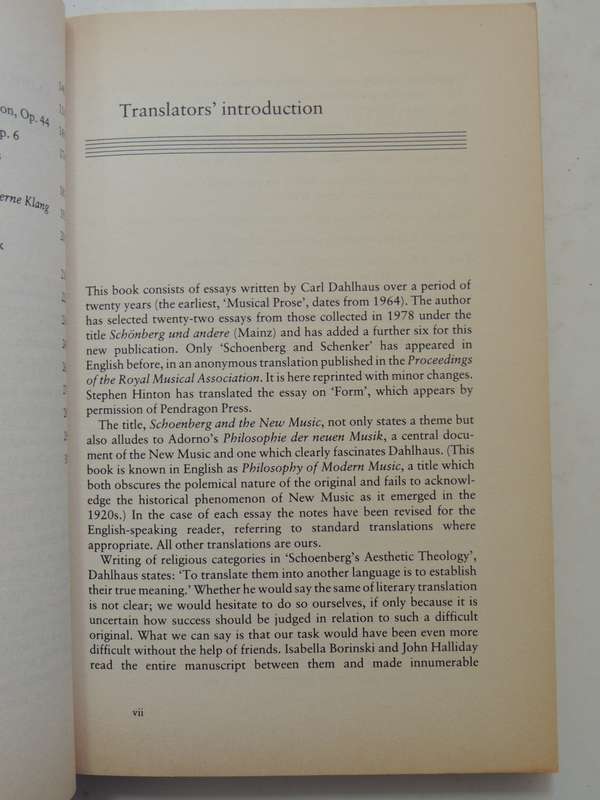 on, Op. 44
p. 6
erne Klang
Translators' introduction
This book consists of essays written by Carl Dahlhaus over a period of
twenty years (the earliest, 'Musical Prose', dates from 1964). The author
has selected twenty-two essays from those collected in 1978 under the
title Schönberg und andere (Mainz) and has added a further six for this
new publication. Only 'Schoenberg and Schenker' has appeared in
English before, in an anonymous translation published in the Proceedings
of the Royal Musical Association. It is here reprinted with minor changes.
Stephen Hinton has translated the essay on 'Form', which appears by
permission of Pendragon Press.
The title, Schoenberg and the New Music, not only states a theme but
also alludes to Adorno's Philosophie der neuen Musik, a central docu-
ment of the New Music and one which clearly fascinates Dahlhaus. (This
book is known in English as Philosophy of Modern Music, a title which
both obscures the polemical nature of the original and fails to acknowl-
edge the historical phenomenon of New Music as it emerged in the
1920s.) In the case of each essay the notes have been revised for the
English-speaking reader, referring to standard translations where
appropriate. All other translations are ours.
Writing of religious categories in 'Schoenberg's Aesthetic Theology',
Dahlhaus states: 'To translate them into another language is to establish
their true meaning.' Whether he would say the same of literary translation
is not clear; we would hesitate to do so ourselves, if only because it is
uncertain how success should be judged in relation to such a difficult
original. What we can say is that our task would have been even more
difficult without the help of friends. Isabella Borinski and John Halliday
read the entire manuscript between them and made innumerable
vii